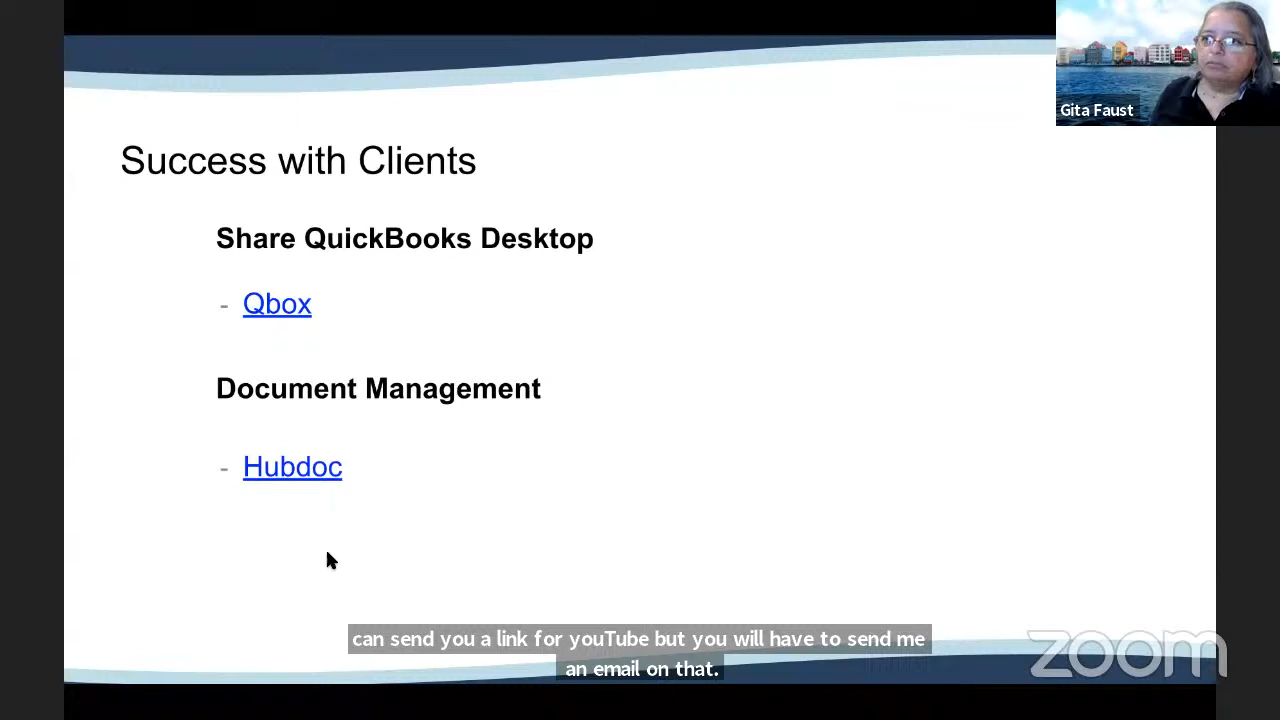 Gita Faust
Success with Clients
Share QuickBooks Desktop
- Qbox
Document Management
- Hubdoc
can send you a link for youTube but you will have to send me
an email on that.
zoom